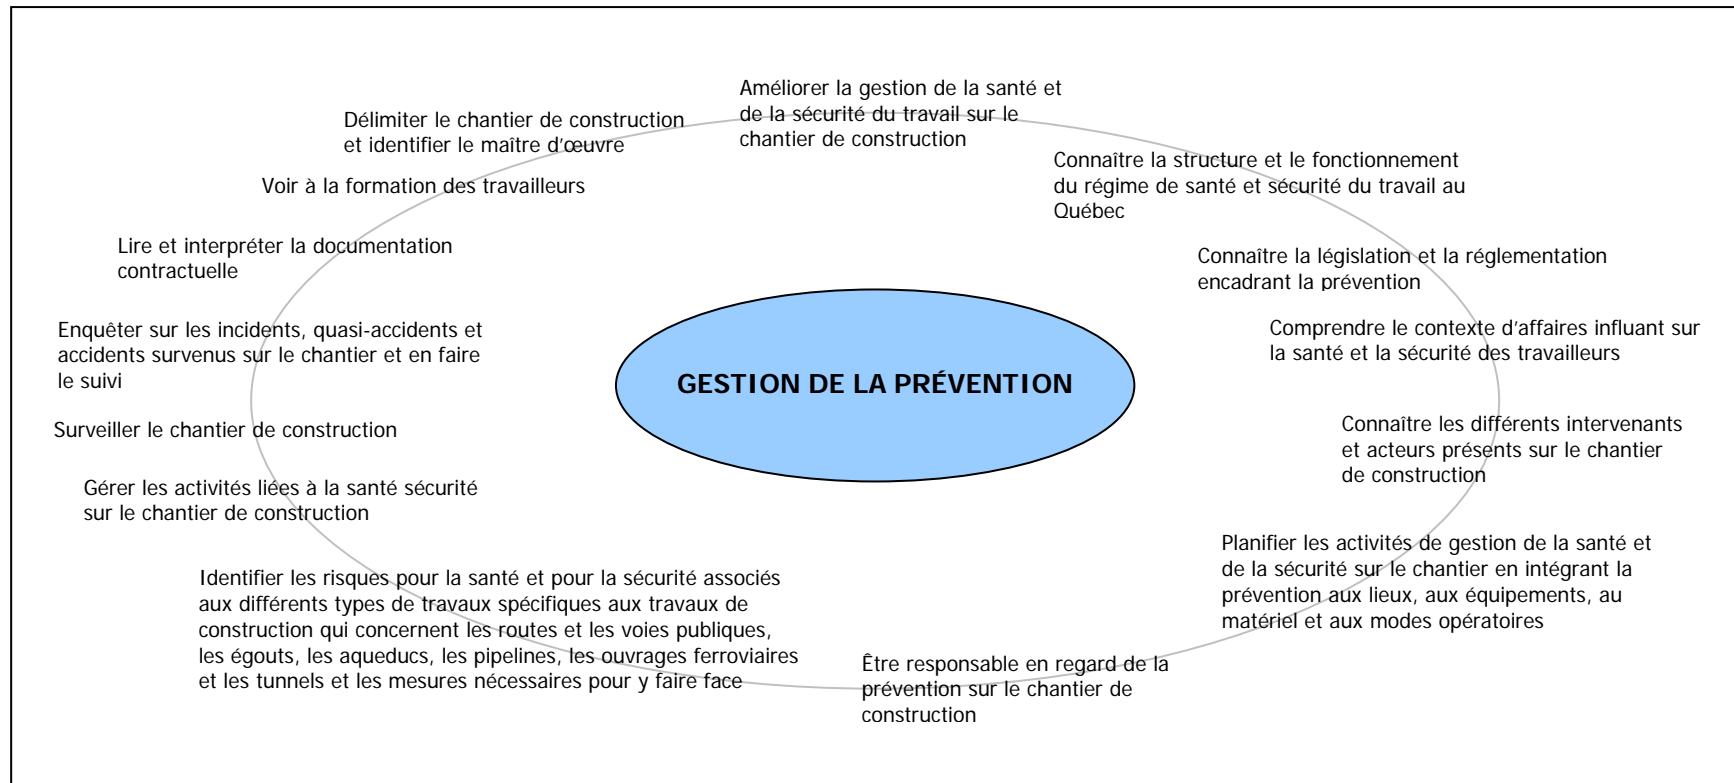 Améliorer la gestion de la santé et
de la sécurité du travail sur le
chantier de construction
Délimiter le chantier de construction
et identifier le maître d'œuvre
Connaître la structure et le fonctionnement
du régime de santé et sécurité du travail au
Québec
Voir à la formation des travailleurs
Lire et interpréter la documentation
contractuelle
Connaître la législation et la réglementation
encadrant la prévention
Enquêter sur les incidents, quasi-accidents et
accidents survenus sur le chantier et en faire
le suivi
Comprendre le contexte d'affaires influant sur
la santé et la sécurité des travailleurs
GESTION DE LA PRÉVENTION
Surveiller le chantier de construction
Connaître les différents intervenants
et acteurs présents sur le chantier
de construction
Gérer les activités liées à la santé sécurité
sur le chantier de construction
Planifier les activités de gestion de la santé et
de la sécurité sur le chantier en intégrant la
prévention aux lieux, aux équipements, au
matériel et aux modes opératoires
Identifier les risques pour la santé et pour la sécurité associés
aux différents types de travaux spécifiques aux travaux de
construction qui concernent les routes et les voies publiques,
les égouts, les aqueducs, les pipelines, les ouvrages ferroviaires
et les tunnels et les mesures nécessaires pour y faire face
Être responsable en regard de la
prévention sur le chantier de
construction